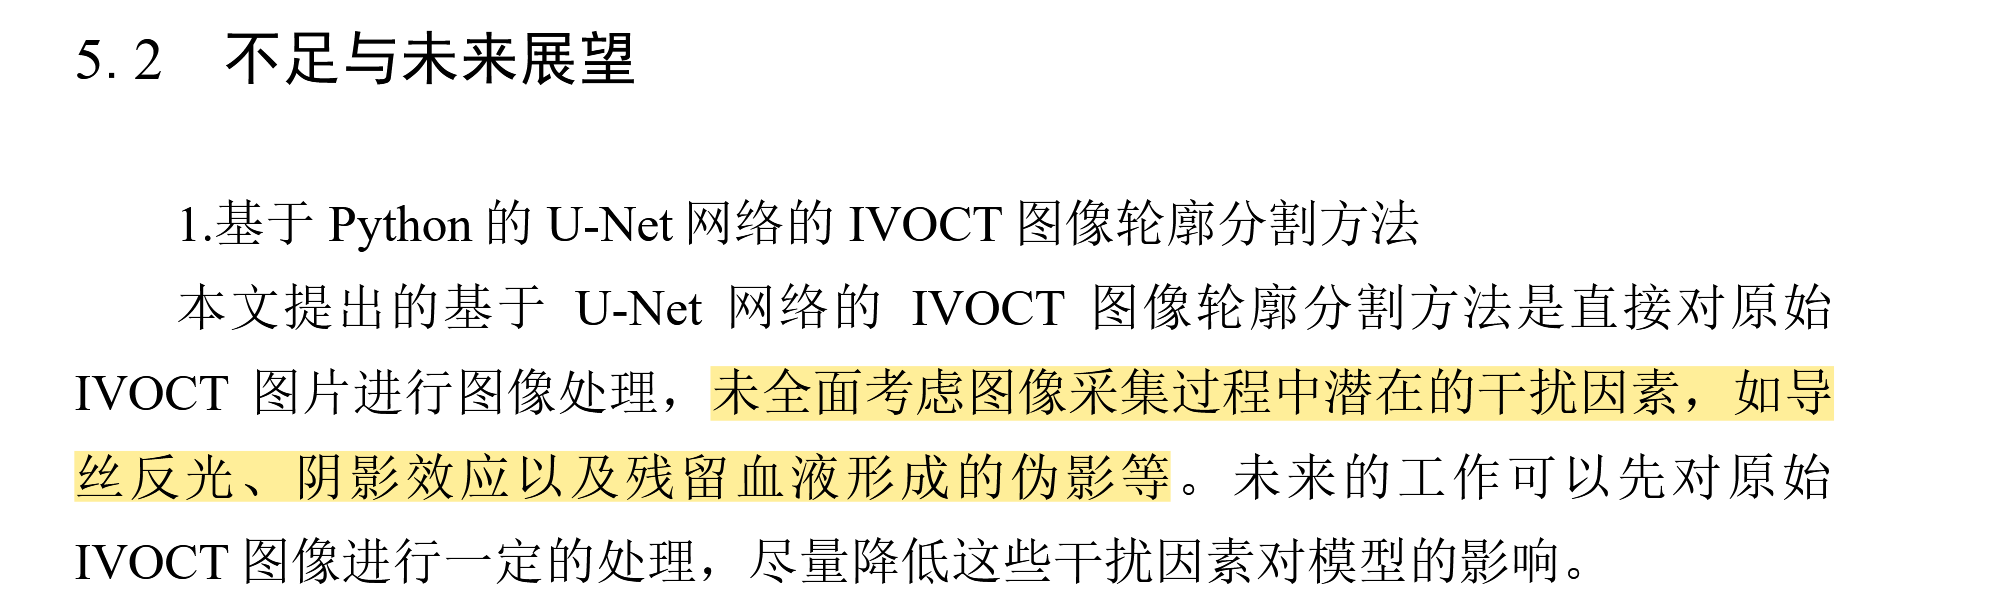 5.2 不足与未来展望
1.基于 Python 的 U-Net 网络的 IVOCT 图像轮廓分割方法
本文提出的基于 U-Net 网络的 IVOCT 图像轮廓分割方法是直接对原始
IVOCT 图片进行图像处理，未全面考虑图像采集过程中潜在的干扰因素，如导
丝反光、阴影效应以及残留血液形成的伪影等。未来的工作可以先对原始
IVOCT 图像进行一定的处理，尽量降低这些干扰因素对模型的影响。